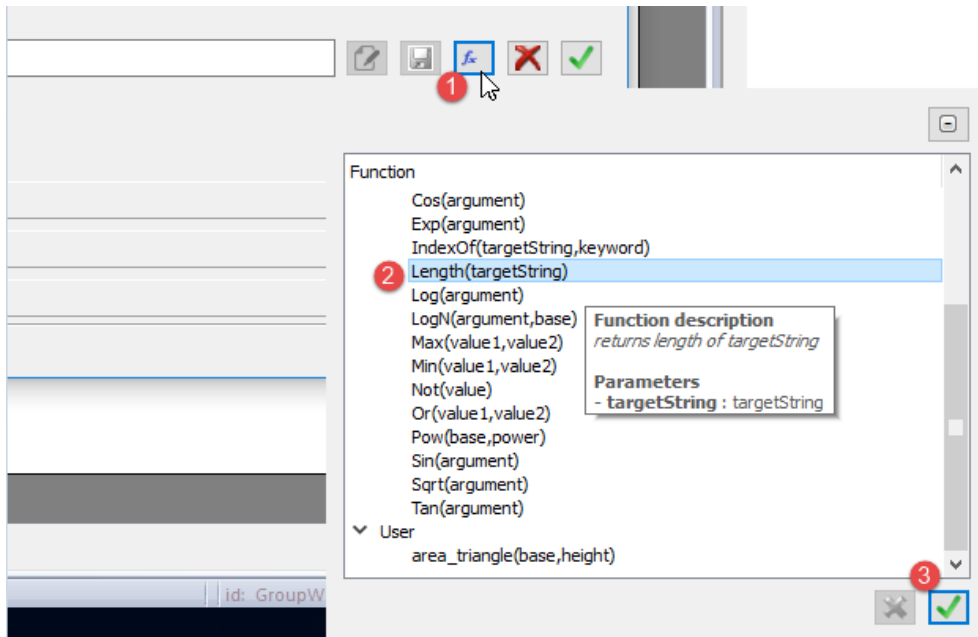 fx
1
Function
Cos(argument)
Exp(argument)
IndexOf(targetString,keyword)
2
Length(targetString)
Log(argument)
LogN(argument,base)
Max(value1,value2)
Min(value1,value2)
Not(value)
Or(value1,value2)
Pow(base,power)
Sin(argument)
Sqrt(argument)
Tan(argument)
User
area_triangle(base,height)
Function description
returns length of targetString
Parameters
- targetString : targetString
3
id: GroupW